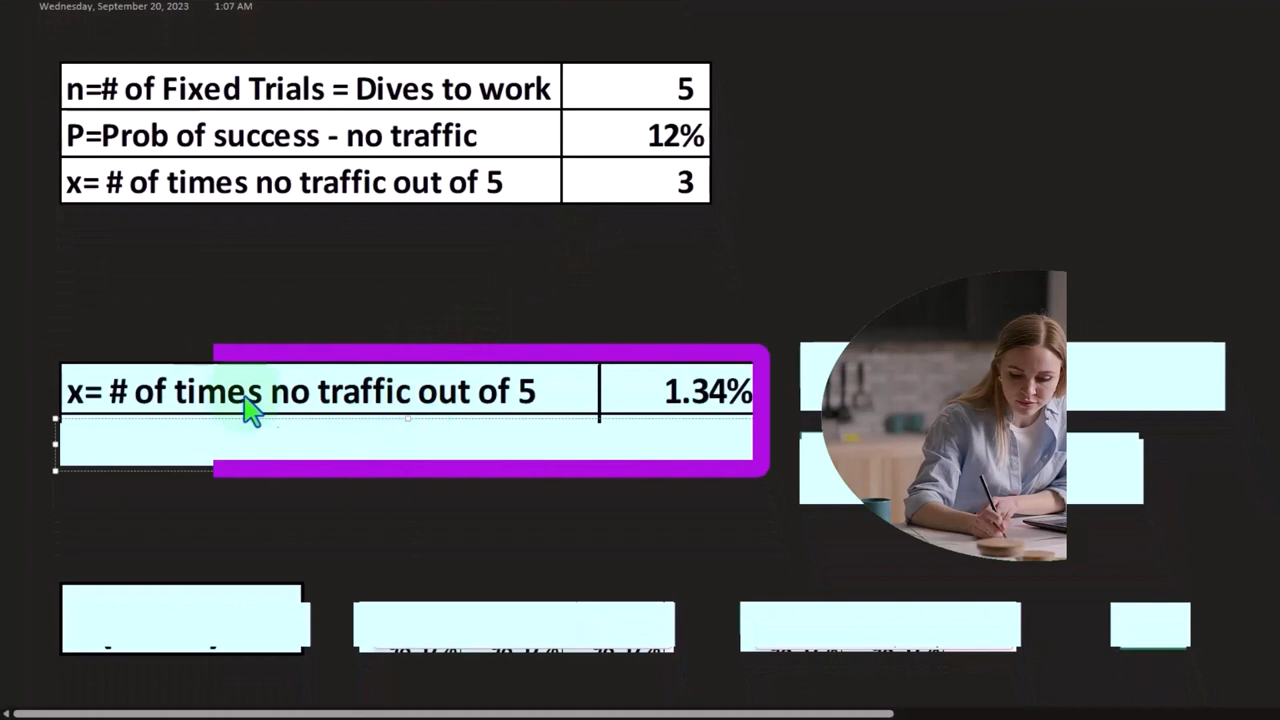 Wednesday, September 20, 2023 1:07 AM
n=# of Fixed Trials = Dives to work 5
P=Prob of success - no traffic 12%
x= # of times no traffic out of 5 3
x= # of times no traffic out of 5 1.34%